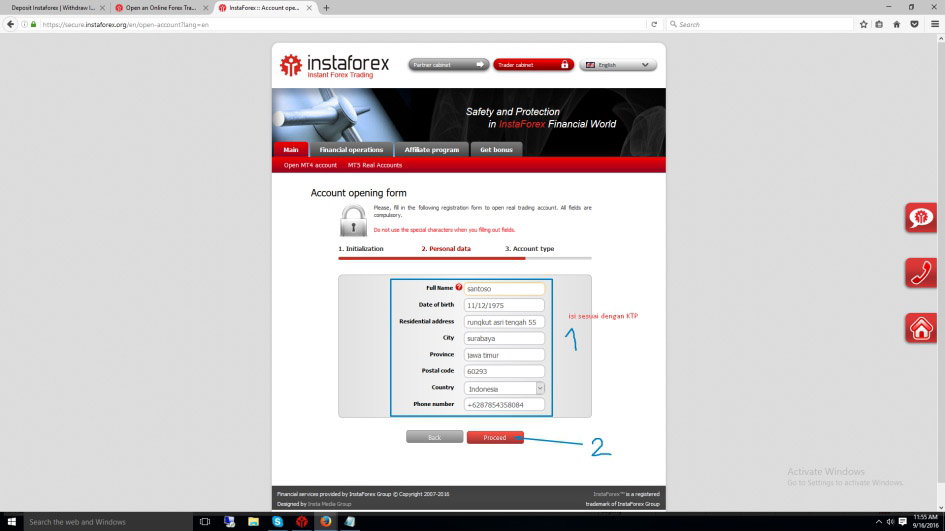 Deposit Instaforex | Withdraw I...
Open an Online Forex Tra...
InstaForex :: Account ope...
https://secure.instaforex.org/en/open-account?lang=en
Search
instaforex
Instant Forex Trading
Partner cabinet
Trader cabinet
English
Safety and Protection
in InstaForex Financial World
Main
Financial operations
Affiliate program
Get bonus
Open MT4 account
MT5 Real Accounts
Account opening form
Please, fill in the following registration form to open real trading account. All fields are
compulsory.
Do not use the special characters when you filling out fields.
1. Initialization
2. Personal data
3. Account type
Full Name ? santoso
Date of birth 11/12/1975
Residential address rungkut asri tengah 55
City surabaya
Province jawa timur
Postal code 60293
Country Indonesia
Phone number +6287854358084
isi sesuai dengan KTP
1
Back
Proceed
2
Activate Windows
Go to Settings to activate Windows.
Financial services provided by InstaForex Group © Copyright 2007-2016
InstaForex™ is a registered
Designed by Insta Media Group
trademark of InstaForex Group
Search the web and Windows
11:55 AM
9/16/2016